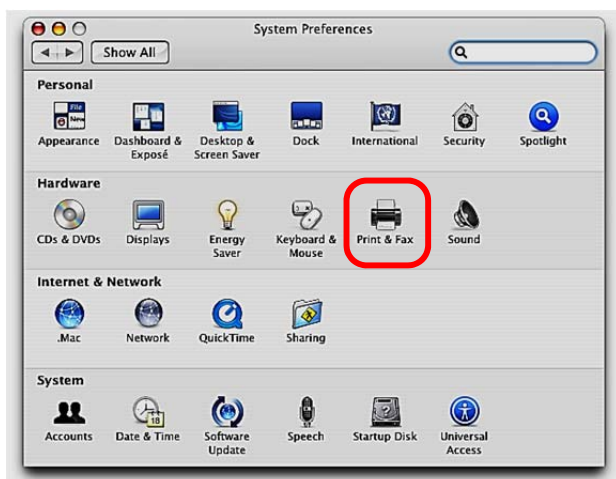 System Preferences
Show All
Personal
File
New
Appearance
Dashboard &
Exposé
Desktop &
Screen Saver
Dock
International
Security
Spotlight
Hardware
CDs & DVDs
Displays
Energy
Saver
Keyboard &
Mouse
Print & Fax
Sound
Internet & Network
.Mac
Network
QuickTime
Sharing
System
18
Accounts
Date & Time
Software
Update
Speech
Startup Disk
Universal
Access